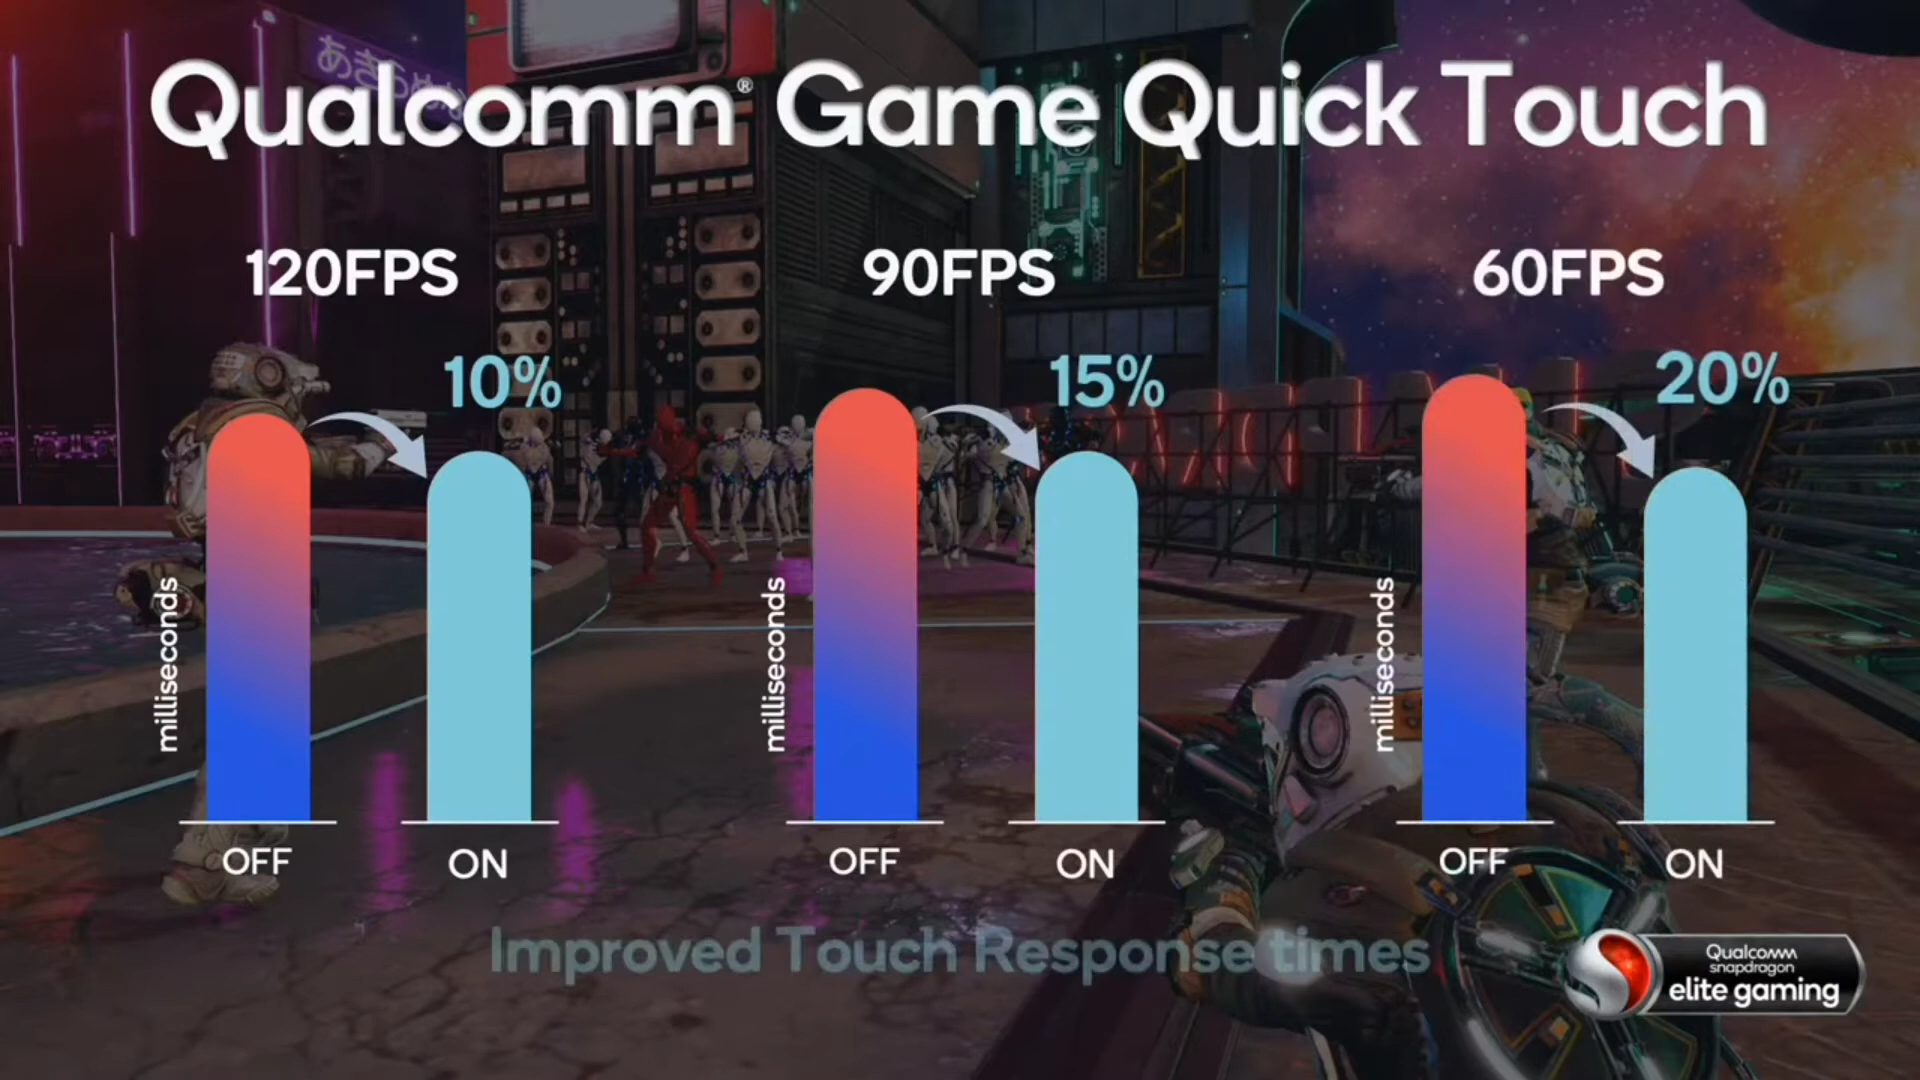 Qualcomm® Game Quick Touch
120FPS
90FPS
60FPS
10%
15%
20%
milliseconds
milliseconds
milliseconds
OFF
ON
OFF
ON
OFF
ON
Improved Touch Response times
Qualcomm
snapdragon
elite gaming